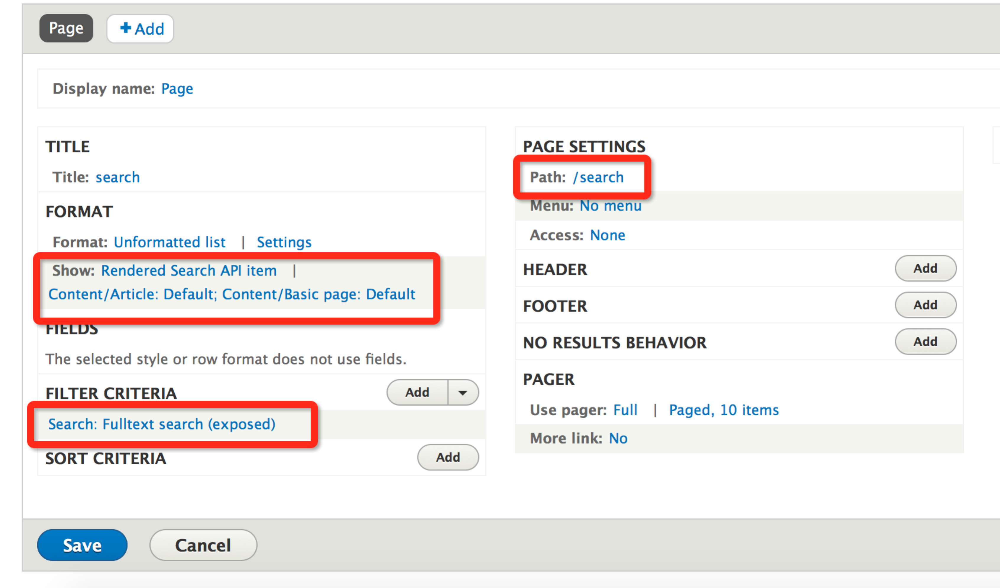 Page
+ Add
Display name: Page
TITLE
Title: search
FORMAT
Format: Unformatted list | Settings
Show: Rendered Search API item |
Content/Article: Default; Content/Basic page: Default
FIELDS
The selected style or row format does not use fields.
FILTER CRITERIA Add
Search: Fulltext search (exposed)
SORT CRITERIA Add
PAGE SETTINGS
Path: /search
Menu: No menu
Access: None
HEADER Add
FOOTER Add
NO RESULTS BEHAVIOR Add
PAGER
Use pager: Full | Paged, 10 items
More link: No
Save
Cancel